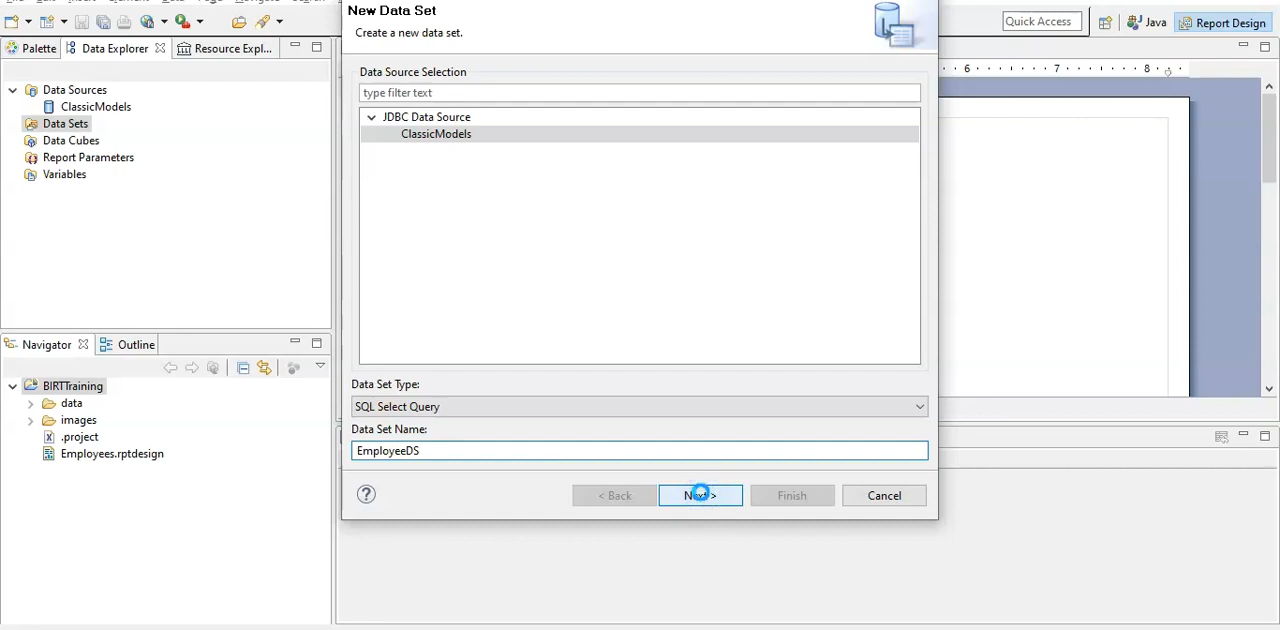 New Data Set
Create a new data set.
Quick Access
Java
Report Design
Palette
Data Explorer
Resource Expl...
Data Source Selection
type filter text
6 7 8
Data Sources
ClassicModels
Data Sets
Data Cubes
Report Parameters
Variables
JDBC Data Source
ClassicModels
Navigator
Outline
BIRTTraining
data
images
.project
Employees.rptdesign
Data Set Type:
SQL Select Query
Data Set Name:
EmployeeDS
?
< Back
Next >
Finish
Cancel